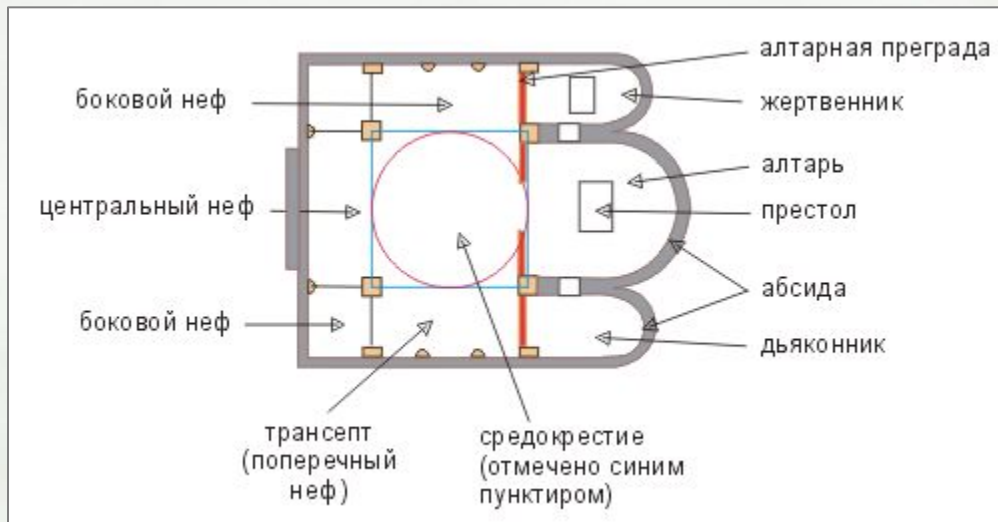 алтарная преграда
боковой неф
жертвенник
алтарь
центральный неф
престол
абсида
боковой неф
дьяконник
трансепт
(поперечный
неф)
средокрестие
(отмечено синим
пунктиром)